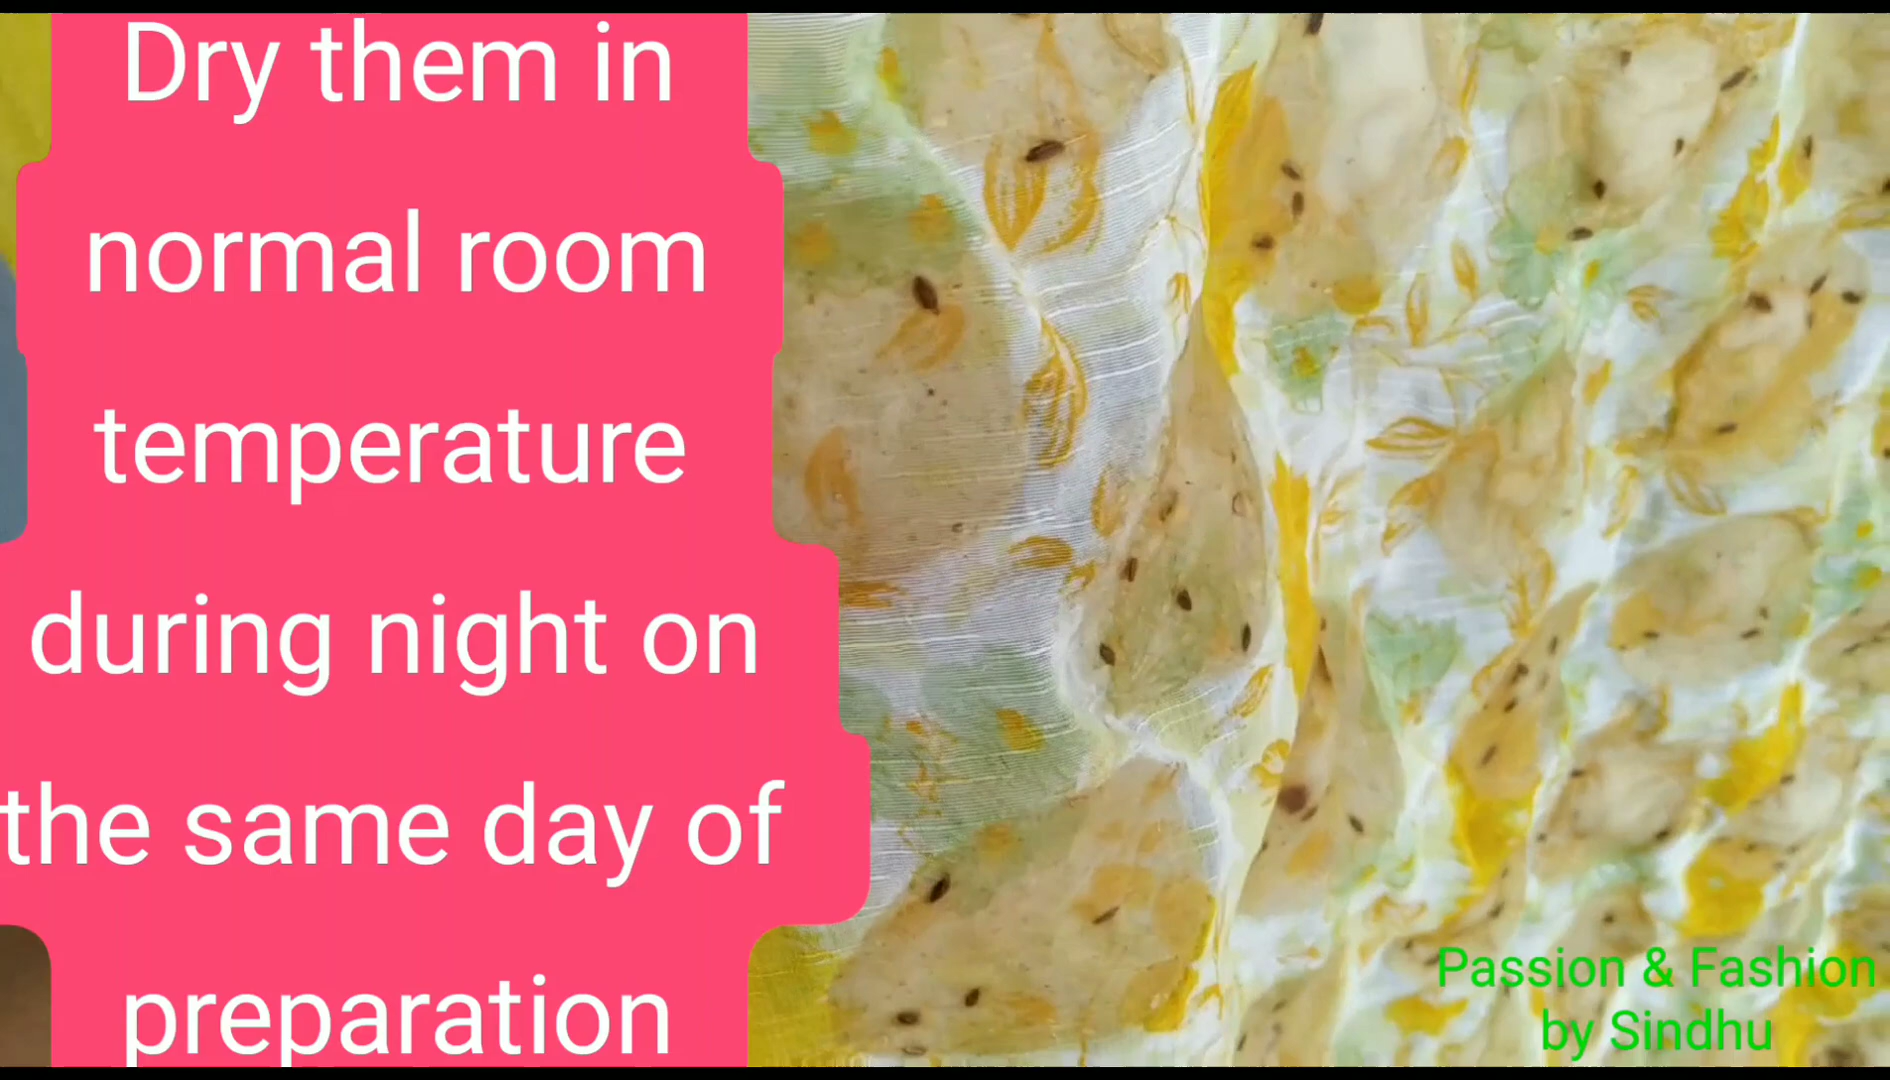 Dry them in
normal room
temperature
during night on
the same day of
preparation
Passion & Fashion
by Sindhu